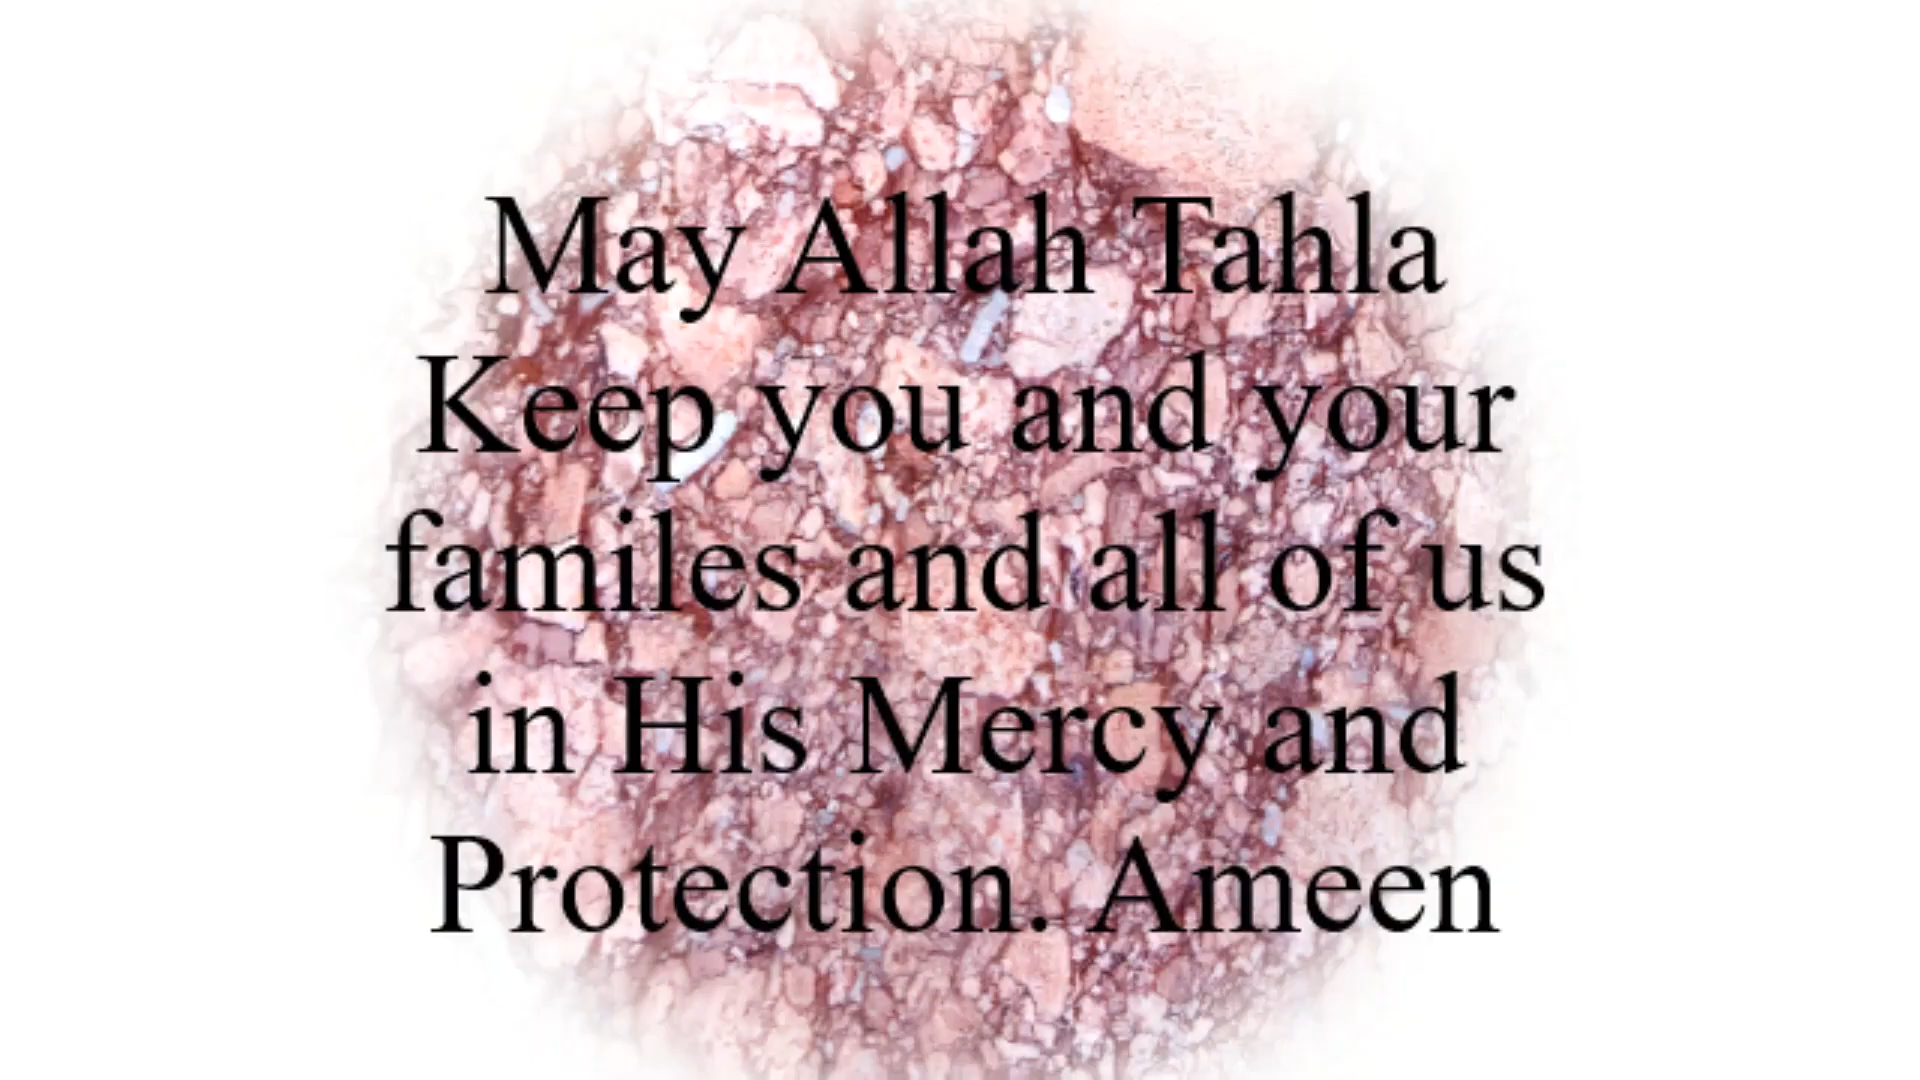 May Allah Tahla
Keep you and your
familes and all of us
in His Mercy and
Protection. Ameen